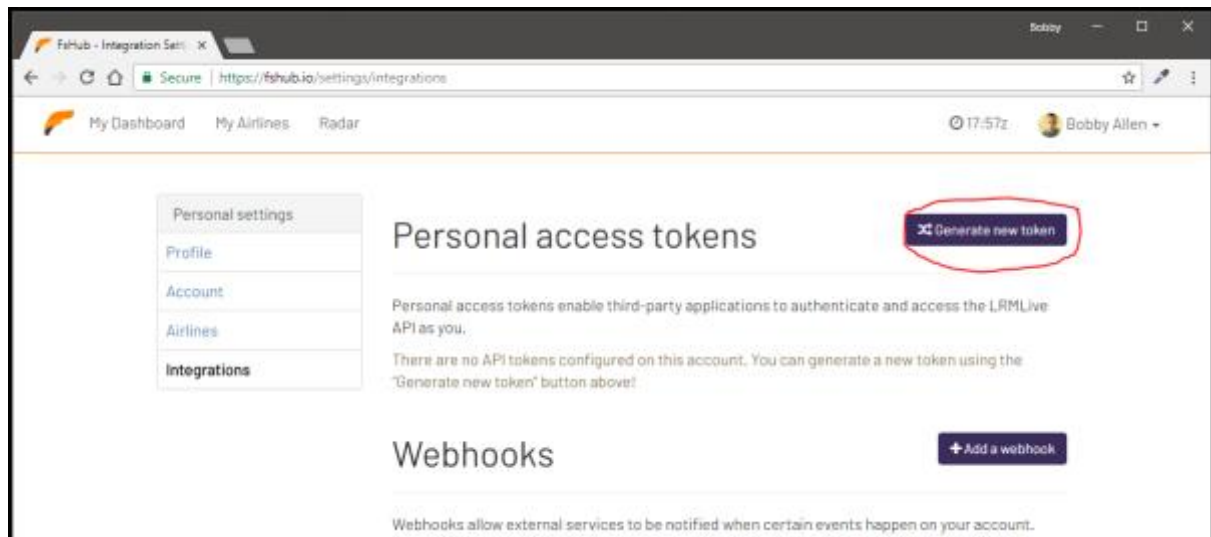 Bobby
FsHub - Integration Sett
Secure | https://fshub.io/settings/integrations
My Dashboard My Airlines Radar 17:57z Bobby Allen
Personal settings
Profile
Account
Airlines
Integrations
Personal access tokens
Generate new token
Personal access tokens enable third-party applications to authenticate and access the LRMLive
API as you.
There are no API tokens configured on this account. You can generate a new token using the
"Generate new token" button above!
Webhooks
Add a webhook
Webhooks allow external services to be notified when certain events happen on your account.